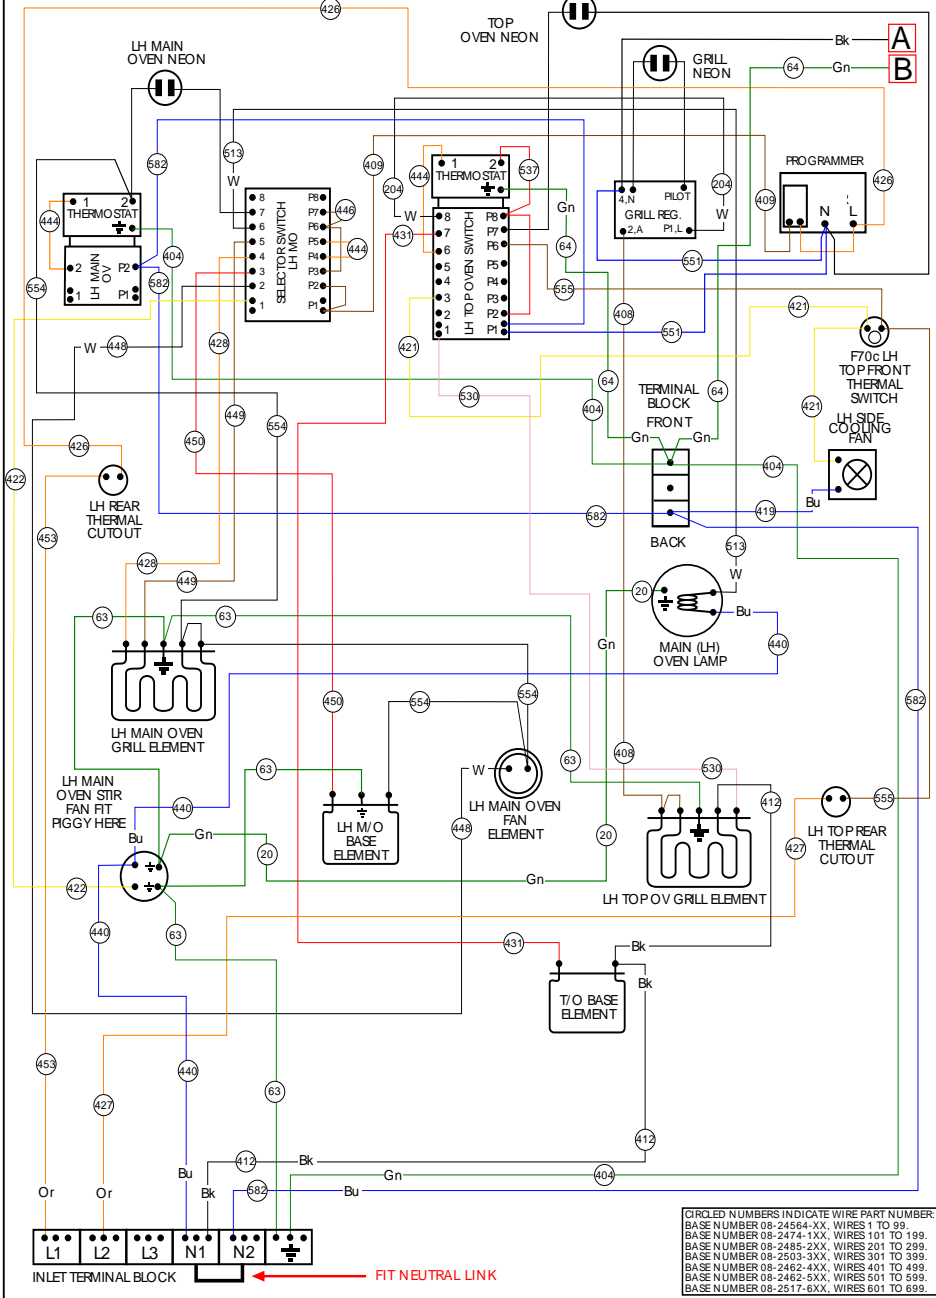 426
TOP
OVEN NEON
Bk
A
LH MAIN
OVEN NEON
GRILL
NEON
64
Gn
B
582
513
W
409
444
1
2
THERMOSTAT
537
204
PROGRAMMER
426
409
N
L
204
W
4,N
PILOT
GRILL REG.
2,A
P1,L
551
1
2
THERMOSTAT
444
554
404
582
2
1
LH MAIN
OV
P2
P1
8
7
6
5
4
3
2
1
SELECTOR SWITCH
LH MO
P8
P7
P6
P5
P4
P3
P2
P1
446
444
W
431
8
7
6
5
4
3
2
1
LH TOP OVEN SWITCH
P8
P7
P6
P5
P4
P3
P2
P1
Gn
64
555
551
408
421
F70c LH
TOP FRONT
THERMAL
SWITCH
W
448
428
421
530
64
64
404
TERMINAL
BLOCK
FRONT
Gn
Gn
BACK
449
450
554
421
LH SIDE
COOLING
FAN
404
Bu
419
582
426
422
LH REAR
THERMAL
CUTOUT
453
428
449
513
W
20
Gn
Bu
MAIN (LH)
OVEN LAMP
440
63
63
LH MAIN OVEN
GRILL ELEMENT
450
554
554
582
LH MAIN
OVEN STIR
FAN FIT
PIGGY HERE
Bu
440
63
W
LH MAIN OVEN
FAN
ELEMENT
448
63
408
530
412
555
LH TOP REAR
THERMAL
CUTOUT
427
Gn
20
Gn
20
LH M/O
BASE
ELEMENT
LH TOP OV GRILL ELEMENT
422
440
63
431
Bk
Bk
T/O BASE
ELEMENT
453
427
440
63
412
412
Bk
Gn
404
Or
Or
Bu
Bk
582
Bu
L1
L2
L3
N1
N2
INLET TERMINAL BLOCK
FIT NEUTRAL LINK
CIRCLED NUMBERS INDICATE WIRE PART NUMBER:
BASE NUMBER 08-24564-XX, WIRES 1 TO 99.
BASE NUMBER 08-2474-1XX, WIRES 101 TO 199.
BASE NUMBER 08-2485-2XX, WIRES 201 TO 299.
BASE NUMBER 08-2503-3XX, WIRES 301 TO 399.
BASE NUMBER 08-2462-4XX, WIRES 401 TO 499.
BASE NUMBER 08-2462-5XX, WIRES 501 TO 599.
BASE NUMBER 08-2517-6XX, WIRES 601 TO 699.